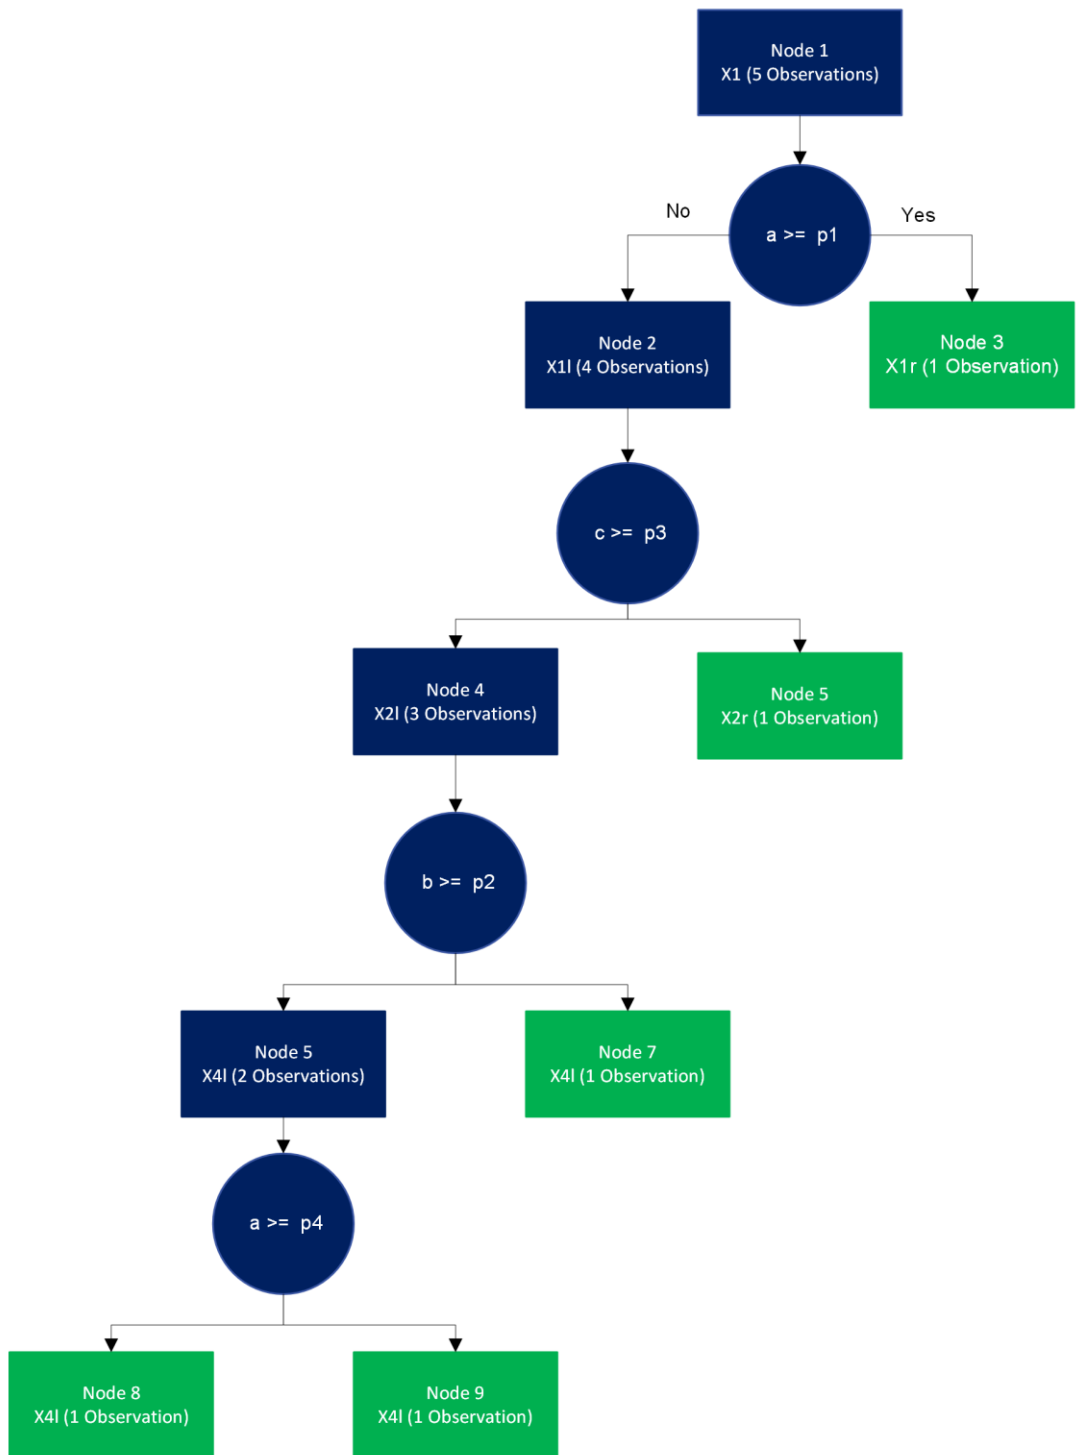 Node 1
X1 (5 Observations)
a >= p1
No
Yes
Node 2
X1l (4 Observations)
Node 3
X1r (1 Observation)
c >= p3
Node 4
X2l (3 Observations)
Node 5
X2r (1 Observation)
b >= p2
Node 5
X4l (2 Observations)
Node 7
X4l (1 Observation)
a >= p4
Node 8
X4l (1 Observation)
Node 9
X4l (1 Observation)